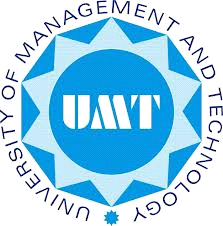 UNIVERSITY OF MANAGEMENT AND TECHNOLOGY
UMT